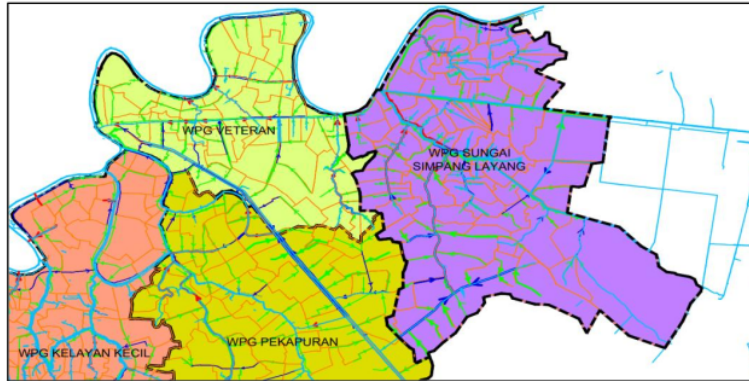 WPG VETERAN
WPG SUNGAI
SIMPANG LAYANG
WPG PEKAPURAN
WPG KELAYAN KECIL